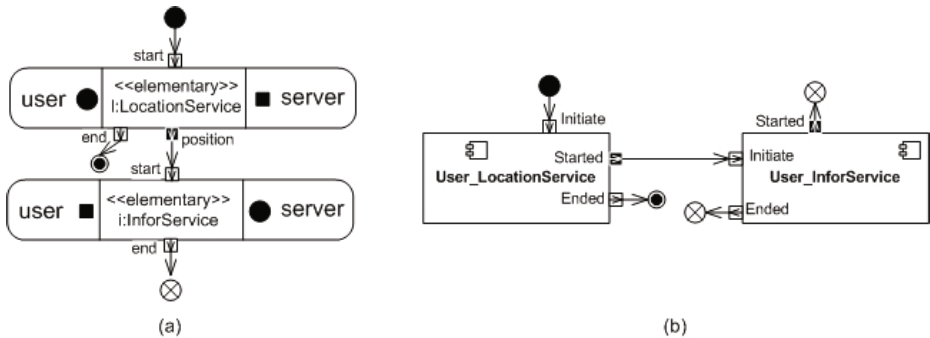 start
<<elementary>>
user l:LocationService server
end position
start
<<elementary>>
user i:InforService server
end
(a)
Initiate
Started
Started Initiate
User_LocationService User_InforService
Ended Ended
(b)